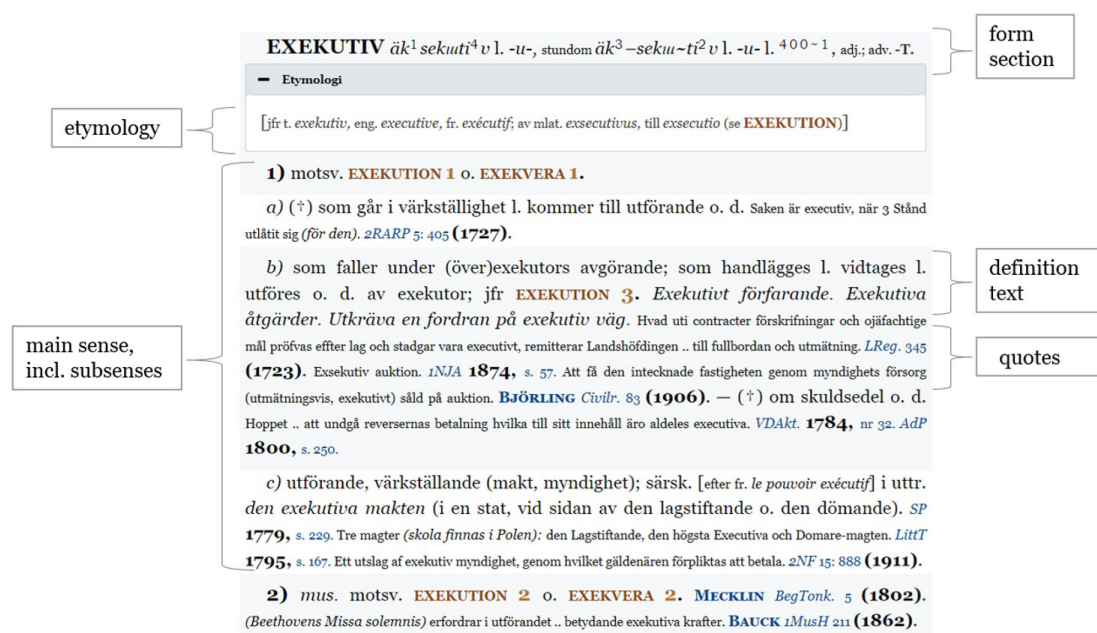 EXEKUTIV äk¹sekɯti⁴v l. -u-, stundom äk³–sekɯ~ti²v l. -u- l. ⁴⁰⁰~¹, adj.; adv. -T.
form
section
– Etymologi
etymology
[jfr t. exekutiv, eng. executive, fr. exécutif; av mlat. exsecutivus, till exsecutio (se EXEKUTION)]
1) motsv. EXEKUTION 1 o. EXEKVERA 1.
a) (†) som går i värkställighet l. kommer till utförande o. d. Saken är executiv, när 3 Stånd
utlåtit sig (för den). 2RARP 5: 405 (1727).
b) som faller under (över)exekutors avgörande; som handlägges l. vidtages l.
utföres o. d. av exekutor; jfr EXEKUTION 3. Exekutivt förfarande. Exekutiva
åtgärder. Utkräva en fordran på exekutiv väg. Hvad uti contracter förskrifningar och ojäfachtige
mål pröfvas effter lag och stadgar vara executivt, remitterar Landshöfdingen .. till fullbordan och utmätning. LReg. 345
(1723). Exsekutiv auktion. 1NJA 1874, s. 57. Att få den intecknade fastigheten genom myndighets försorg
(utmätningsvis, exekutivt) såld på auktion. BJÖRLING Civilr. 83 (1906). — (†) om skuldsedel o. d.
Hoppet .. att undgå reversernas betalning hvilka till sitt innehåll äro aldeles executiva. VDAkt. 1784, nr 32. AdP
1800, s. 250.
definition
text
quotes
main sense,
incl. subsenses
c) utförande, värkställande (makt, myndighet); särsk. [efter fr. le pouvoir exécutif] i uttr.
den exekutiva makten (i en stat, vid sidan av den lagstiftande o. den dömande). SP
1779, s. 229. Tre magter (skola finnas i Polen): den Lagstiftande, den högsta Executiva och Domare-magten. LittT
1795, s. 167. Ett utslag af exekutiv myndighet, genom hvilket gäldenären förpliktas att betala. 2NF 15: 888 (1911).
2) mus. motsv. EXEKUTION 2 o. EXEKVERA 2. MECKLIN BegTonk. 5 (1802).
(Beethovens Missa solemnis) erfordrar i utförandet .. betydande exekutiva krafter. BAUCK 1MusH 211 (1862).